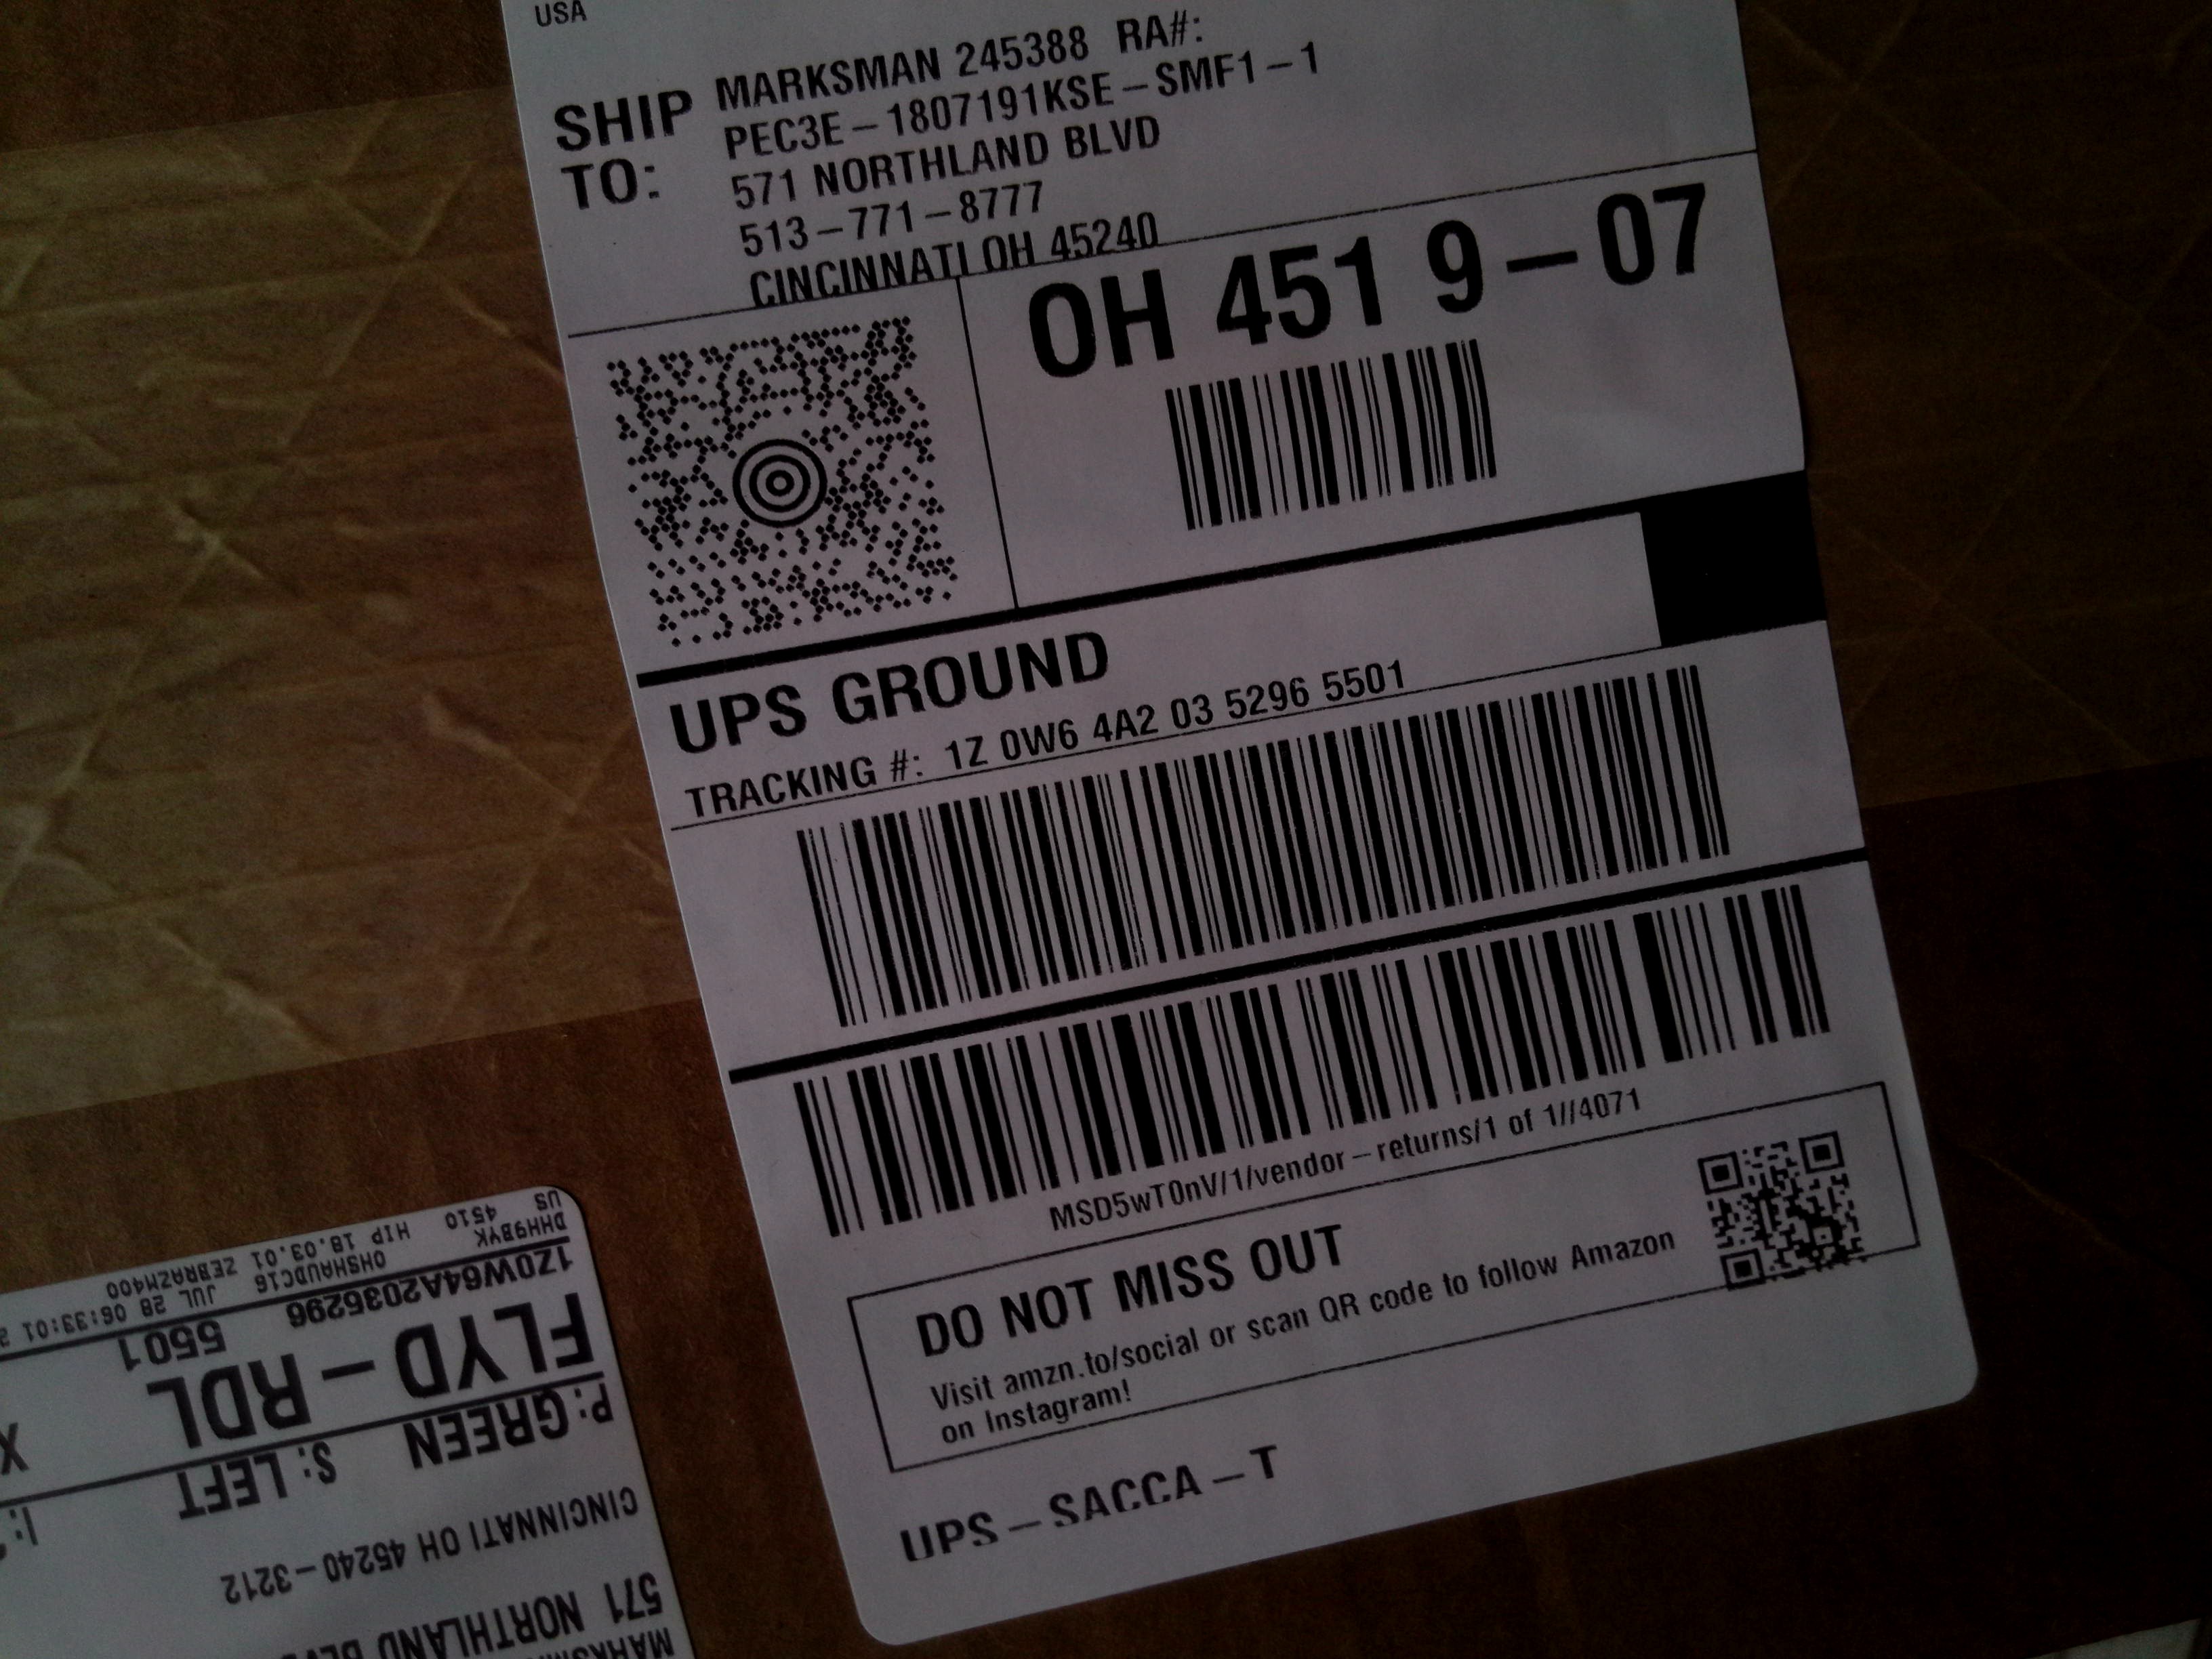 USA
SHIP TO:
MARKSMAN 245388 RA#:
PEC3E-1807191KSE-SMF1-1
571 NORTHLAND BLVD
513-771-8777
CINCINNATI OH 45240
OH 451 9-07
UPS GROUND
TRACKING #: 1Z 0W6 4A2 03 5296 5501
MSD5wT0nV/1/vendor-returns/1 of 1//4071
DO NOT MISS OUT
Visit amzn.to/social or scan QR code to follow Amazon
on Instagram!
UPS-SACCA-T
571 NORTHLAND
CINCINNATI OH 45240-3212
P:GREEN S:LEFT
FLYD-RDL X
1Z0W64A2035296 5501
DHH9BYK OHSHAUDC16 JUL 28 06:33:01
US 4510 HIP 18.03.01 ZEBRAZM400